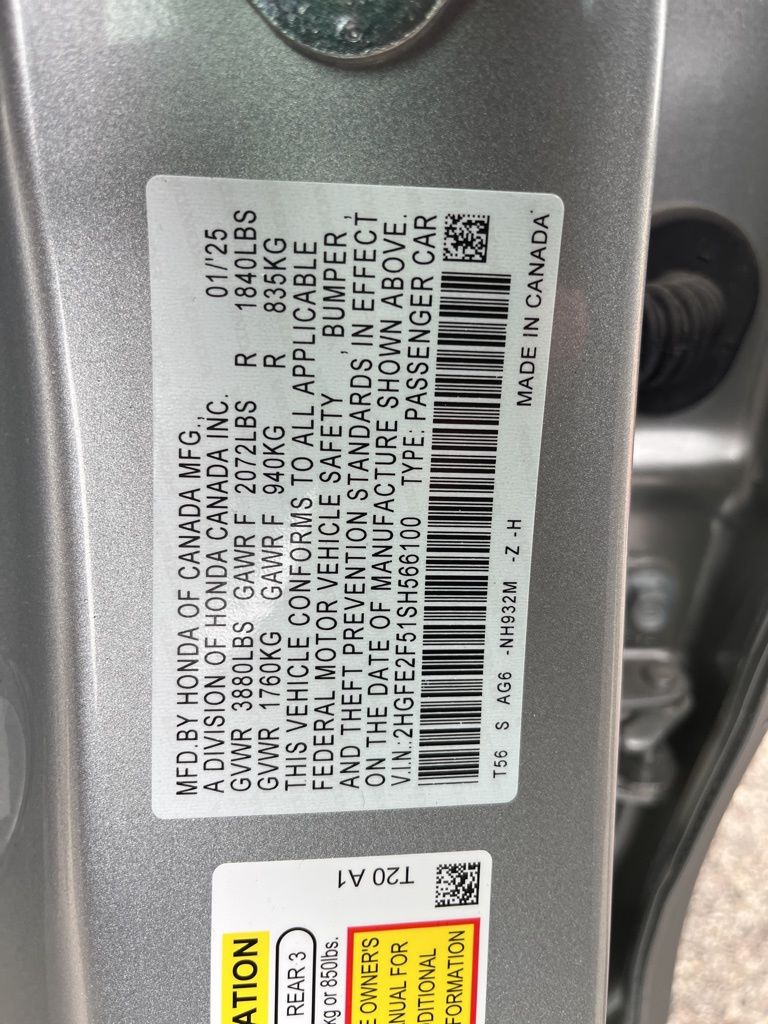 MFD.BY HONDA OF CANADA MFG.,
A DIVISION OF HONDA CANADA INC. 01/'25
GVWR 3880LBS GAWR F 2072LBS R 1840LBS
GVWR 1760KG GAWR F 940KG R 835KG
THIS VEHICLE CONFORMS TO ALL APPLICABLE
FEDERAL MOTOR VEHICLE SAFETY, BUMPER,
AND THEFT PREVENTION STANDARDS, IN EFFECT
ON THE DATE OF MANUFACTURE SHOWN ABOVE.
V.I.N.:2HGFE2F51SH566100 TYPE: PASSENGER CAR
T56 S AG6 -NH932M -Z -H MADE IN CANADA
T20 A1
ATION
REAR 3
kg or 850lbs.
E OWNER'S
NUAL FOR
DITIONAL
FORMATION